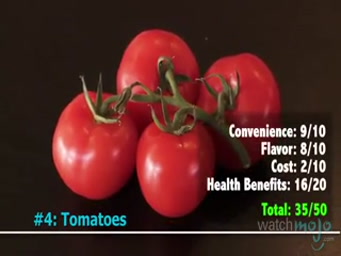 Convenience: 9/10
Flavor: 8/10
Cost: 2/10
Health Benefits: 16/20
Total: 35/50
#4: Tomatoes
watchmojo
.com